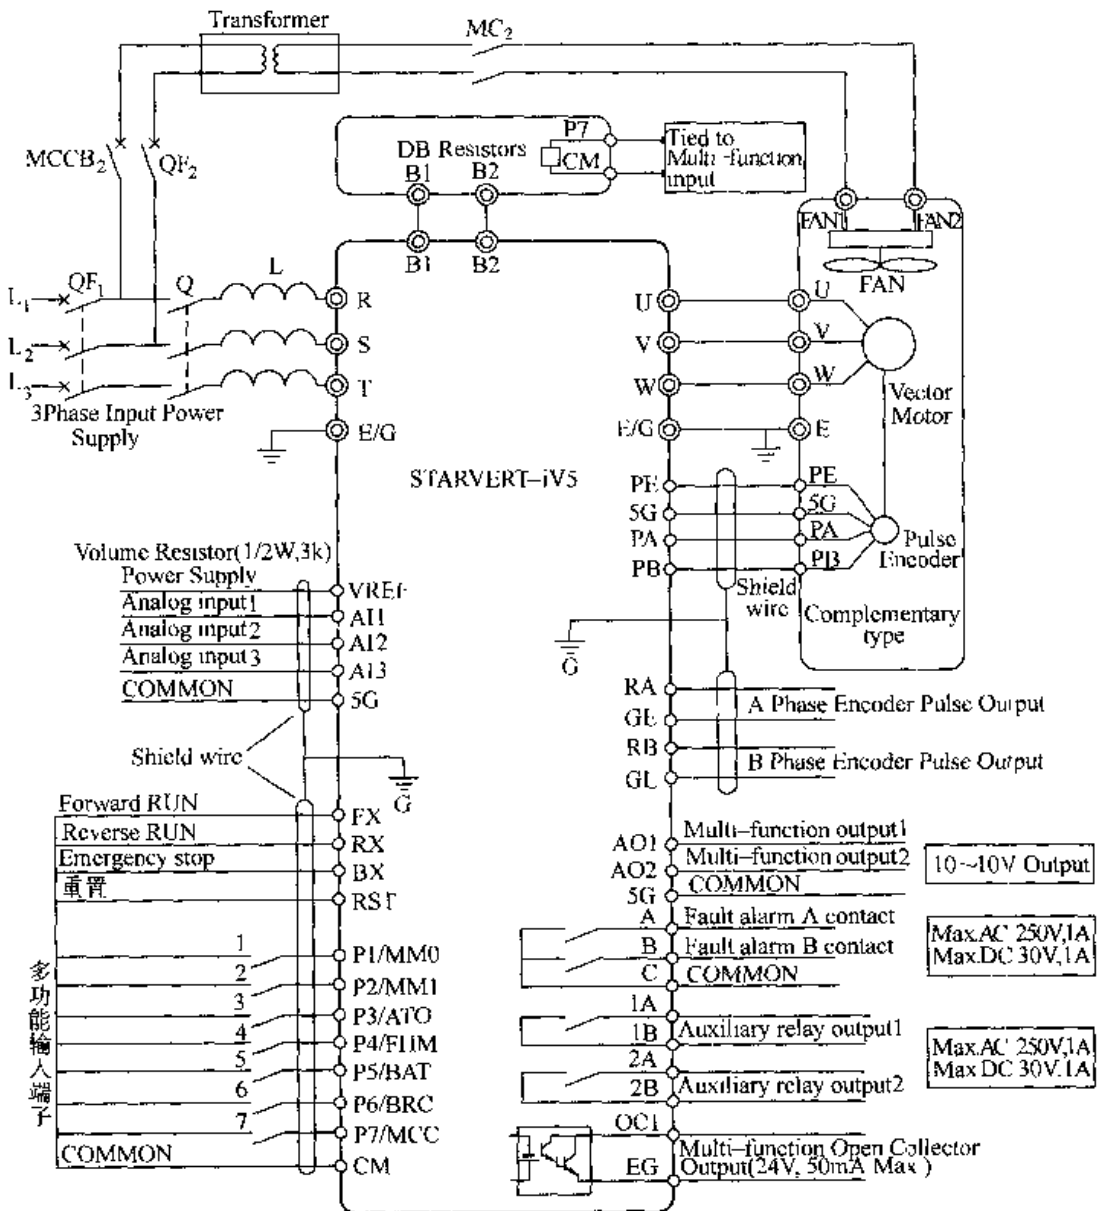 Transformer
MC2
MCCB2
QF2
DB Resistors
P7
CM
B1
B2
Tied to
Multi-function
input
B1
B2
FAN1
FAN2
FAN
L1
QF1
Q
L
R
L2
S
L3
T
3Phase Input Power
Supply
E/G
STARVERT-iV5
U
V
W
E/G
U
V
W
E
Vector
Motor
PE
5G
PA
PB
PE
5G
PA
PB
Pulse
Encoder
Shield
wire
Complementary
type
G
Volume Resistor(1/2W,3k)
Power Supply
VREF
Analog input1
AI1
Analog input2
AI2
Analog input3
AI3
COMMON
5G
Shield wire
G
RA
GE
A Phase Encoder Pulse Output
RB
GE
B Phase Encoder Pulse Output
Forward RUN
FX
Reverse RUN
RX
Emergency stop
BX
重置
RST
多功能输入端子
1
P1/MM0
2
P2/MM1
3
P3/ATO
4
P4/FHM
5
P5/BAT
6
P6/BRC
7
P7/MCC
COMMON
CM
AO1
Multi-function output1
AO2
Multi-function output2
5G
COMMON
10~10V Output
A
Fault alarm A contact
B
Fault alarm B contact
C
COMMON
Max.AC 250V,1A
Max.DC 30V,1A
1A
1B
Auxiliary relay output1
2A
2B
Auxiliary relay output2
Max.AC 250V,1A
Max DC 30V.1A
OC1
EG
Multi-function Open Collector
Output(24V, 50mA Max )